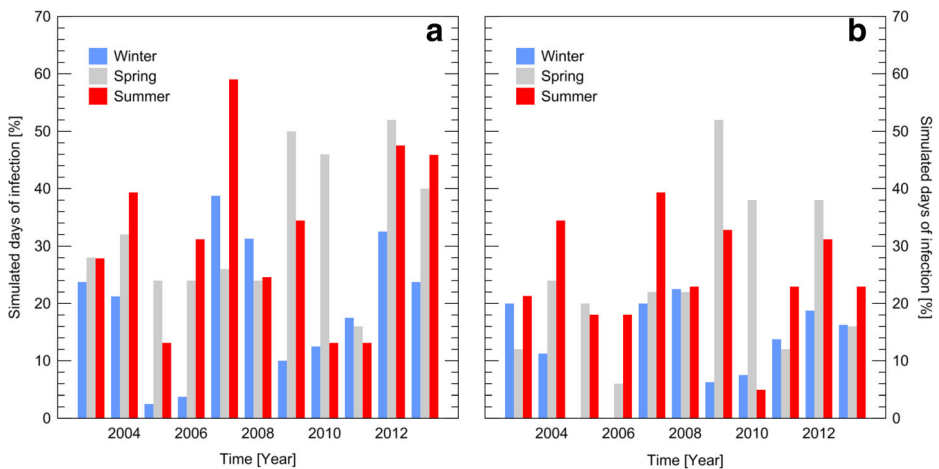 a
Winter
Spring
Summer
70
60
50
40
30
20
10
0
Simulated days of infection [%]
2004 2006 2008 2010 2012
Time [Year]
b
Winter
Spring
Summer
70
60
50
40
30
20
10
0
Simulated days of infection [%]
2004 2006 2008 2010 2012
Time [Year]